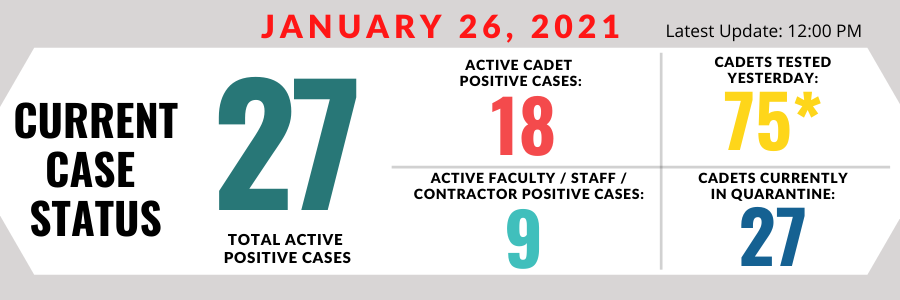 JANUARY 26, 2021
Latest Update: 12:00 PM
CURRENT
CASE
STATUS
27
TOTAL ACTIVE
POSITIVE CASES
ACTIVE CADET
POSITIVE CASES:
18
CADETS TESTED
YESTERDAY:
75*
ACTIVE FACULTY / STAFF /
CONTRACTOR POSITIVE CASES:
9
CADETS CURRENTLY
IN QUARANTINE:
27